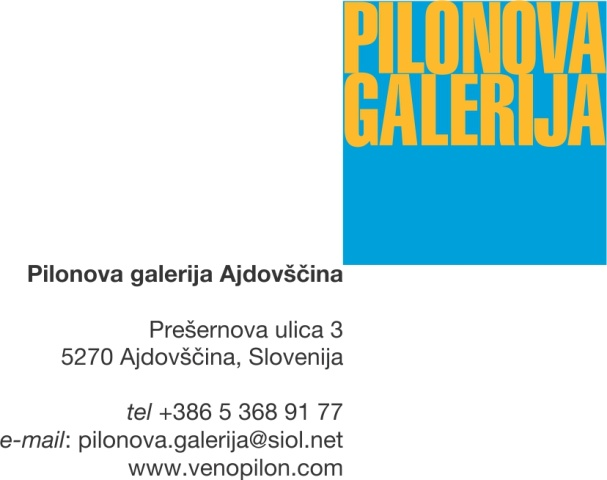 PILONOVA
GALERIJA
Pilonova galerija Ajdovščina
Prešernova ulica 3
5270 Ajdovščina, Slovenija
tel +386 5 368 91 77
e-mail: pilonova.galerija@siol.net
www.venopilon.com